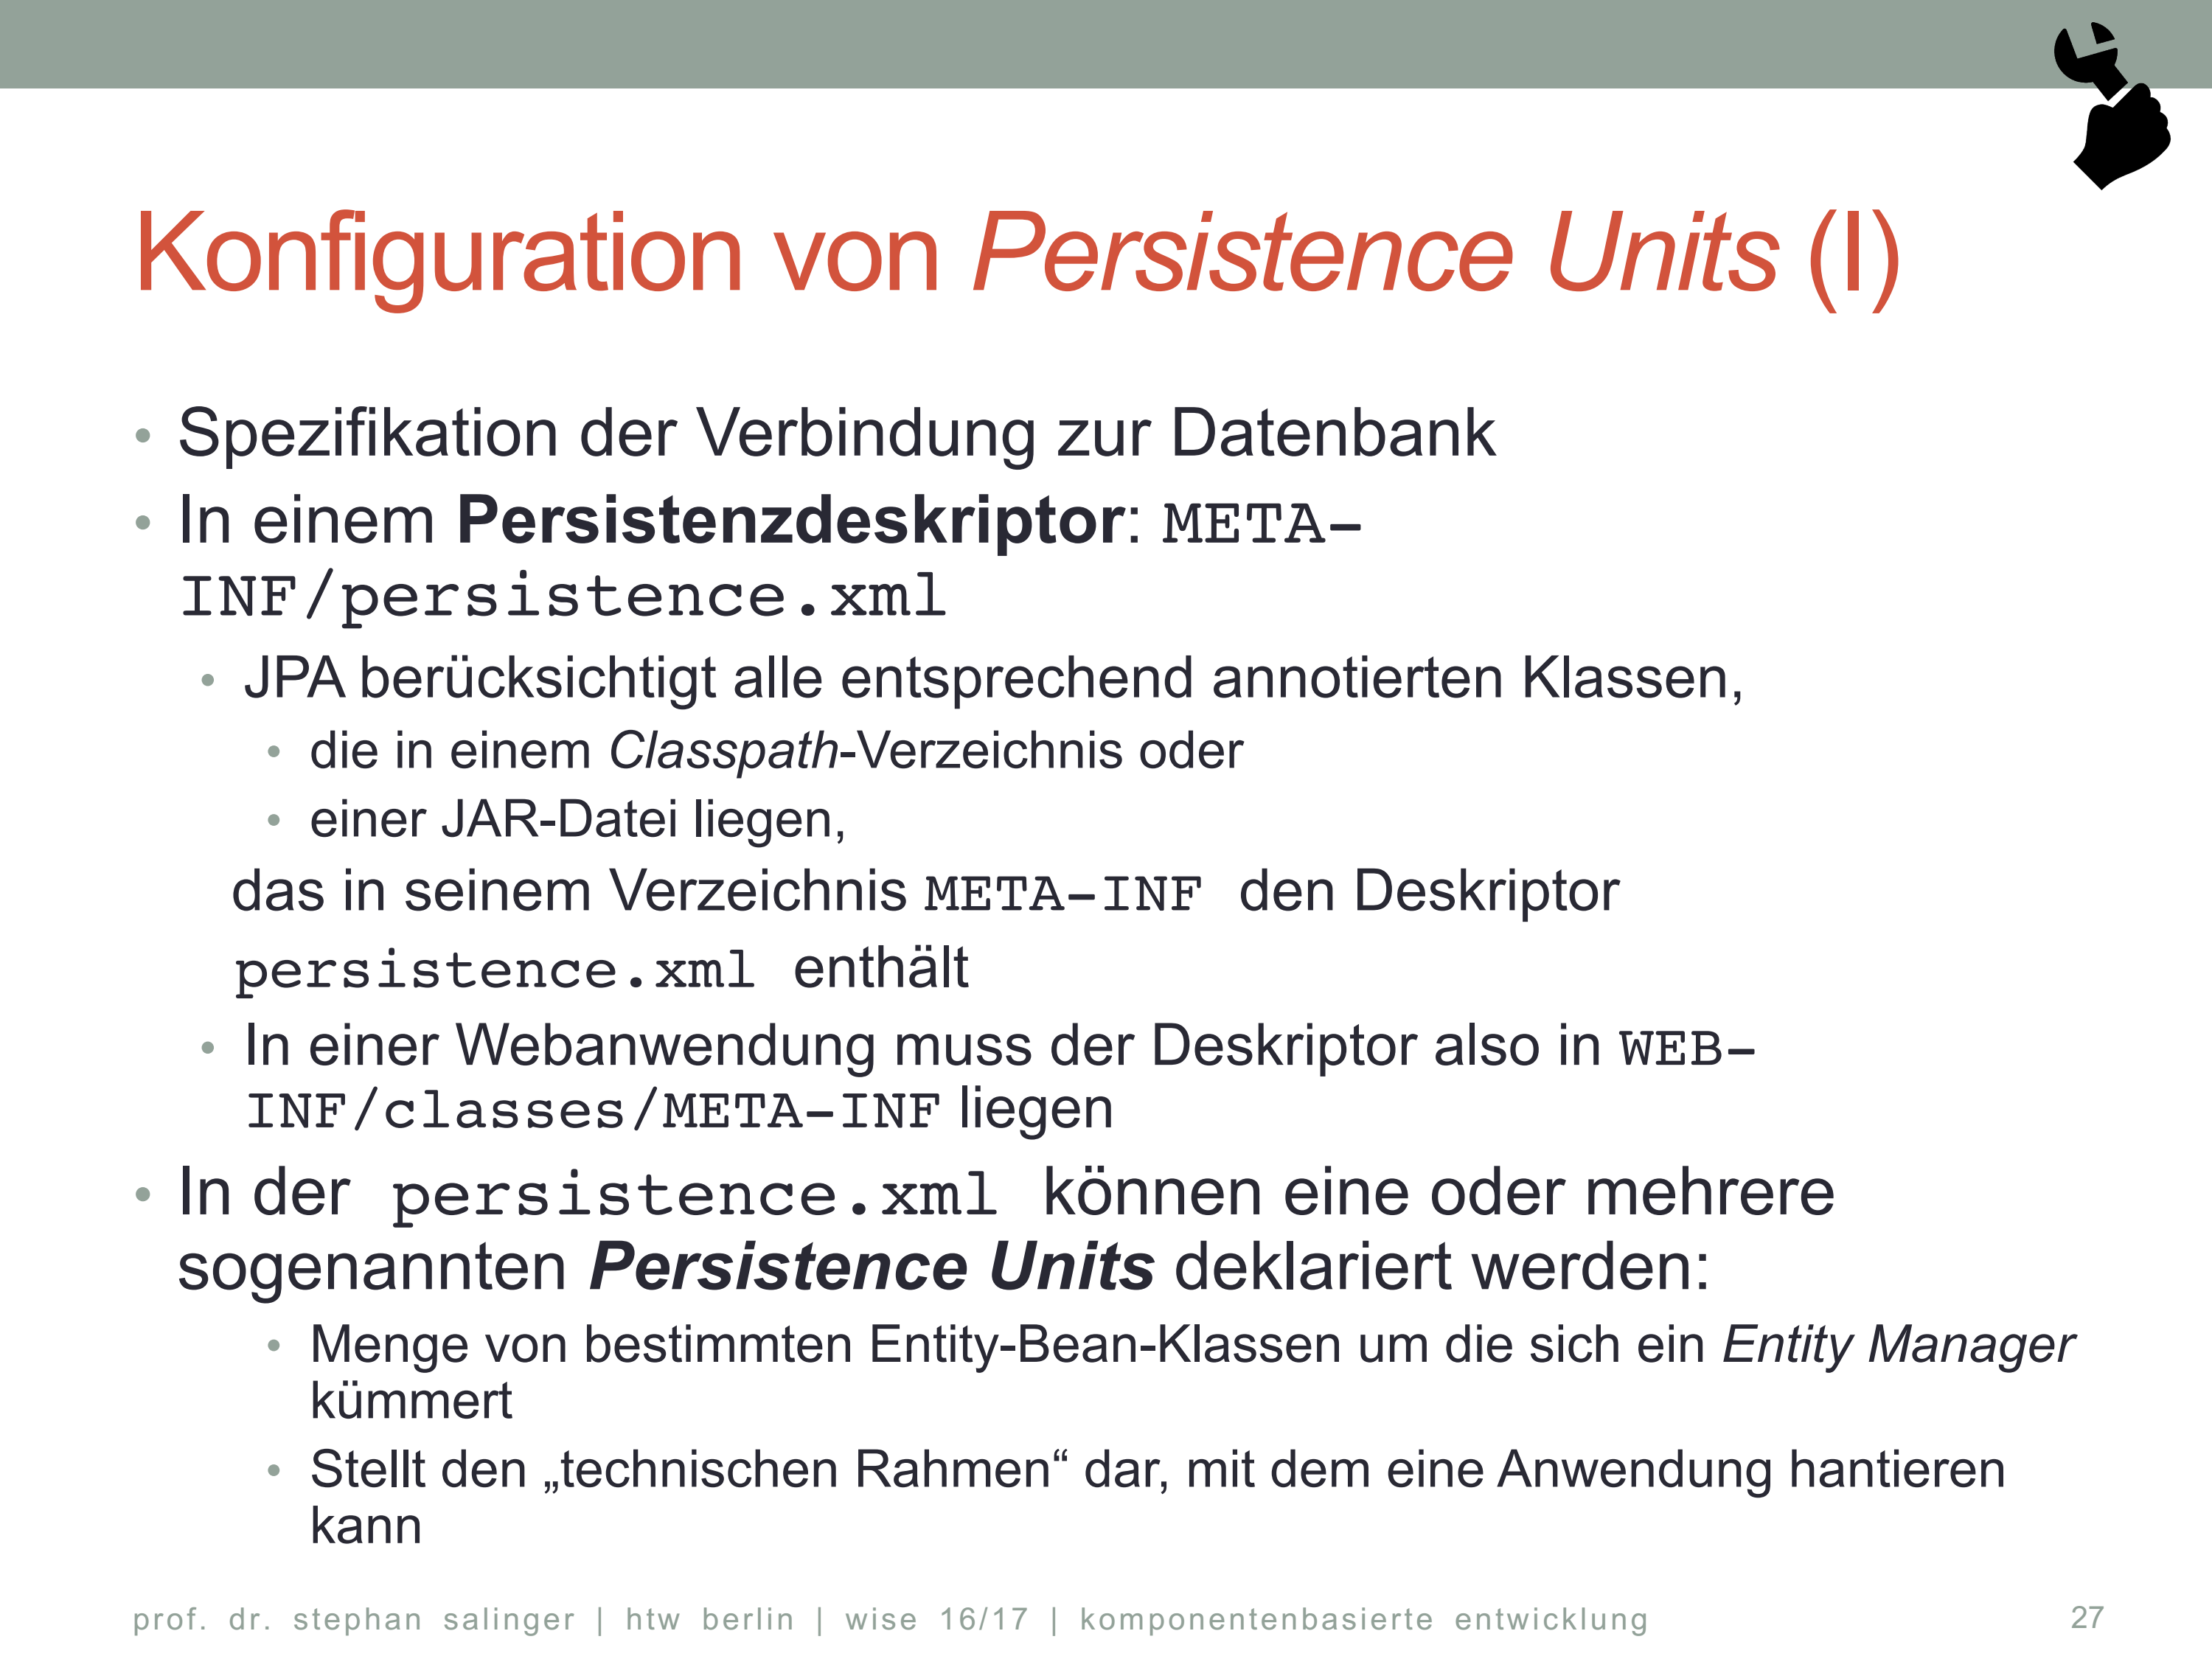 Konfiguration von Persistence Units (I)
• Spezifikation der Verbindung zur Datenbank
• In einem Persistenzdeskriptor: META-
INF/persistence.xml
• JPA berücksichtigt alle entsprechend annotierten Klassen,
• die in einem Classpath-Verzeichnis oder
• einer JAR-Datei liegen,
das in seinem Verzeichnis META-INF den Deskriptor
persistence.xml enthält
• In einer Webanwendung muss der Deskriptor also in WEB-
INF/classes/META-INF liegen
• In der persistence.xml können eine oder mehrere
sogenannten Persistence Units deklariert werden:
• Menge von bestimmten Entity-Bean-Klassen um die sich ein Entity Manager
kümmert
• Stellt den „technischen Rahmen“ dar, mit dem eine Anwendung hantieren
kann
prof. dr. stephan salinger | htw berlin | wise 16/17 | komponentenbasierte entwicklung
27